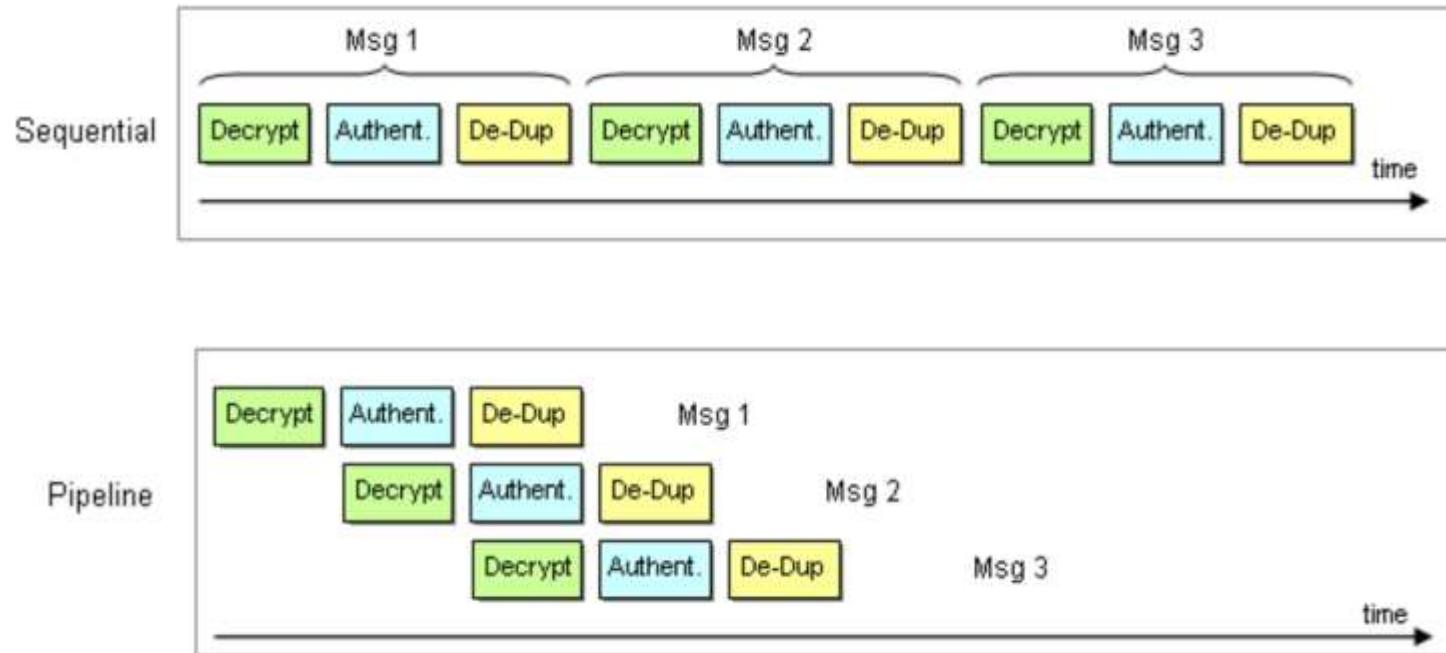 Msg 1 Msg 2 Msg 3
Sequential Decrypt Authent. De-Dup Decrypt Authent. De-Dup Decrypt Authent. De-Dup
time
Decrypt Authent. De-Dup Msg 1
Pipeline Decrypt Authent. De-Dup Msg 2
Decrypt Authent. De-Dup Msg 3
time